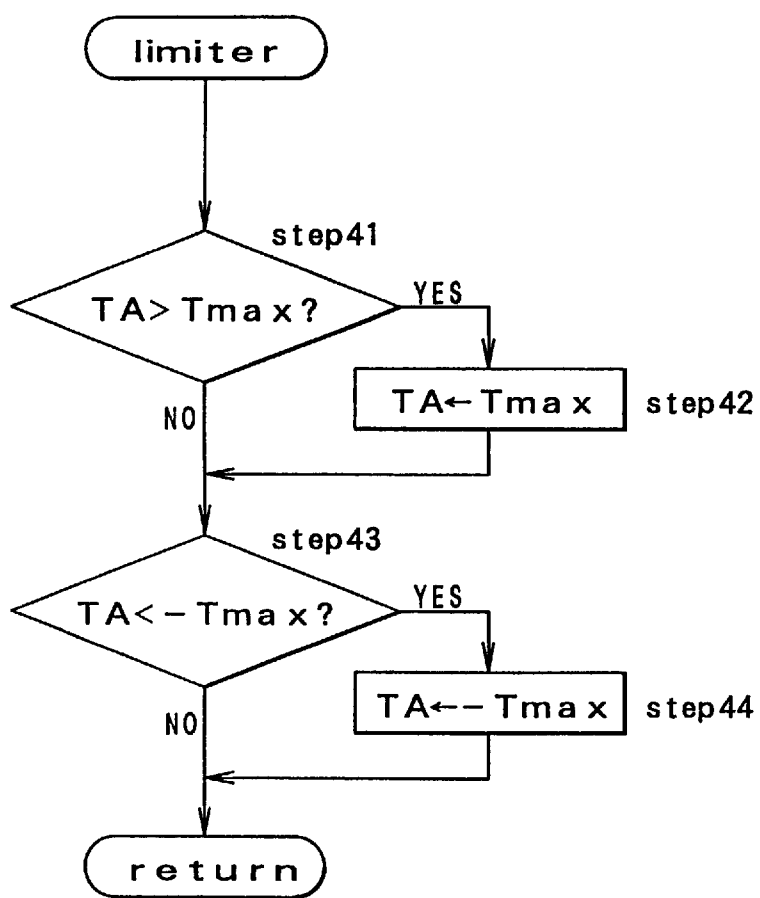 limiter
step41
TA>Tmax?
YES
NO
TA←Tmax
step42
step43
TA<-Tmax?
YES
NO
TA←-Tmax
step44
return